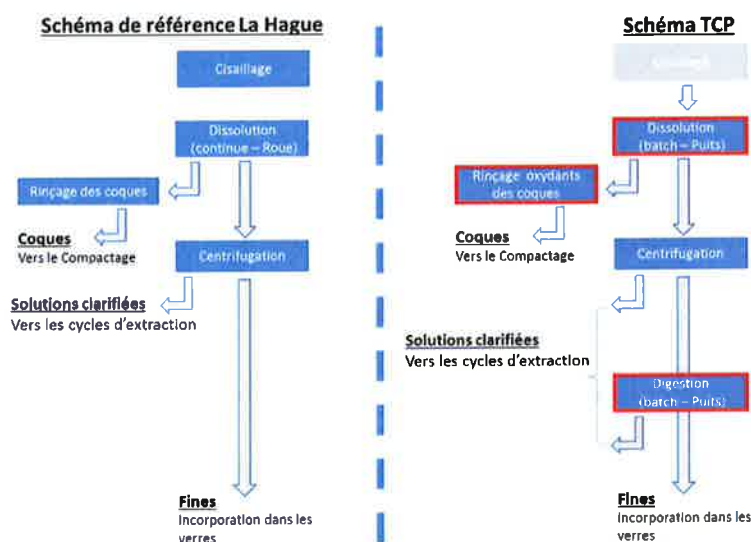 Schéma de référence La Hague
Cisaillage
Dissolution
(continue – Roue)
Rinçage des coques
Coques
Vers le Compactage
Centrifugation
Solutions clarifiées
Vers les cycles d'extraction
Fines
Incorporation dans les
verres
Schéma TCP
Dissolution
(batch – Puits)
Rinçage oxydants
des coques
Coques
Vers le Compactage
Centrifugation
Solutions clarifiées
Vers les cycles d'extraction
Digestion
(batch – Puits)
Fines
Incorporation dans les
verres